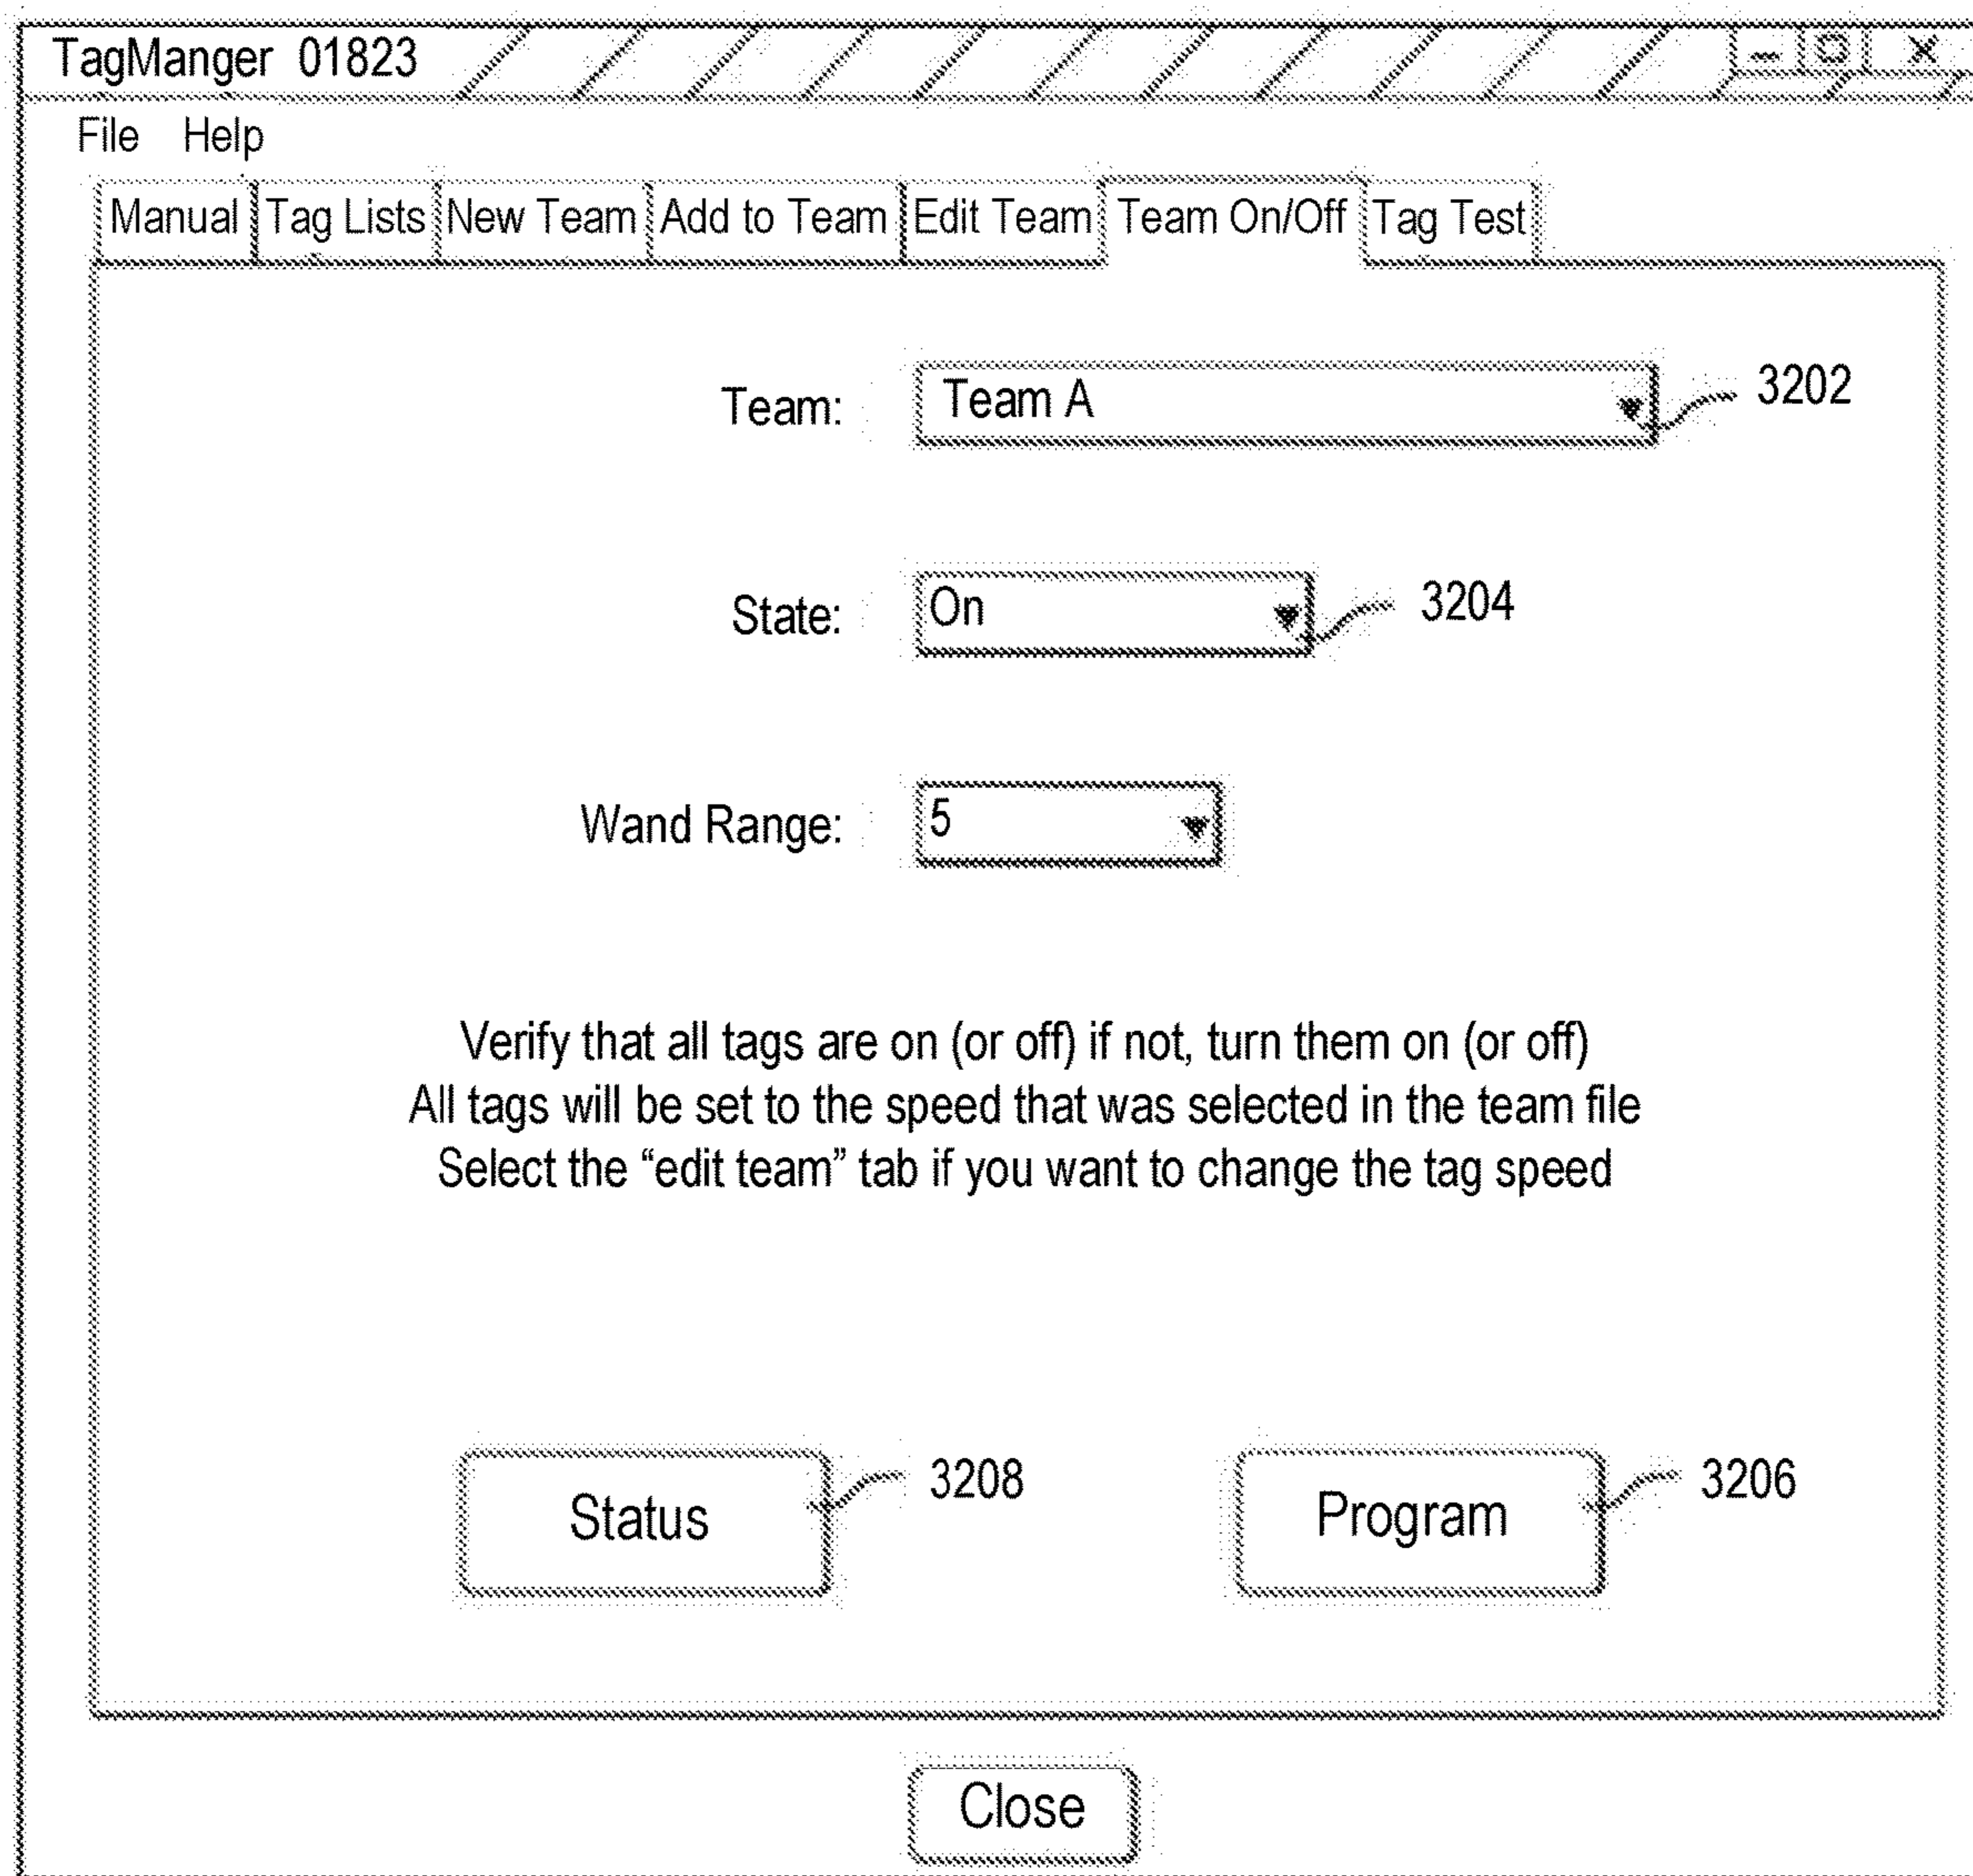 TagManger 01823
File Help
Manual Tag Lists New Team Add to Team Edit Team Team On/Off Tag Test
Team: Team A 3202
State: On 3204
Wand Range: 5
Verify that all tags are on (or off) if not, turn them on (or off)
All tags will be set to the speed that was selected in the team file
Select the “edit team” tab if you want to change the tag speed
Status 3208 Program 3206
Close